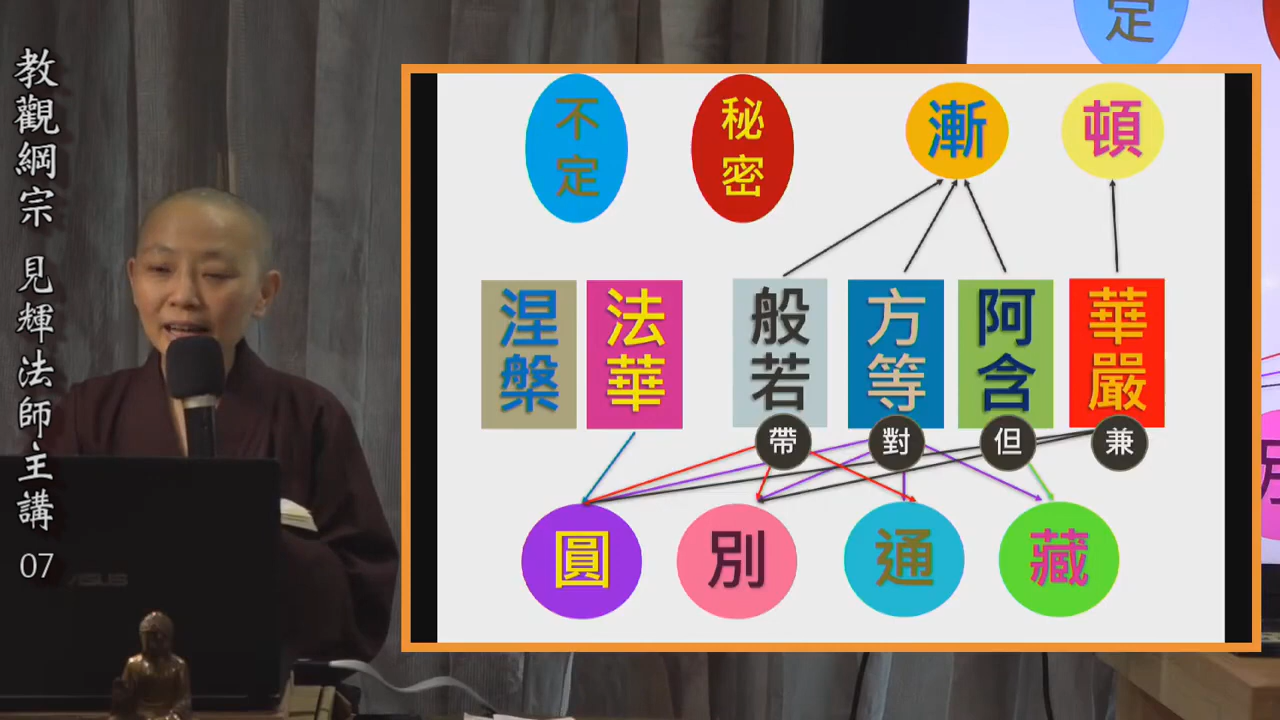 教觀綱宗 見輝法師主講 07
不定
秘密
漸
頓
涅槃
法華
般若
方等
阿含
華嚴
帶
對
但
兼
圓
別
通
藏
定
ASUS